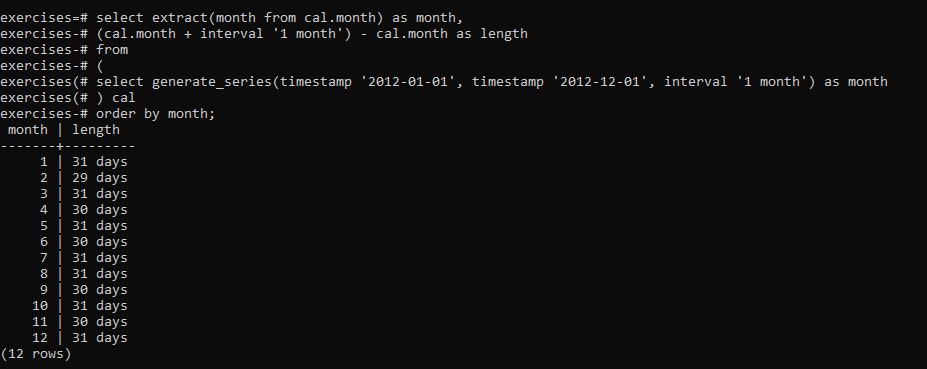 exercises=# select extract(month from cal.month) as month,
exercises-# (cal.month + interval '1 month') - cal.month as length
exercises-# from
exercises-# (
exercises(# select generate_series(timestamp '2012-01-01', timestamp '2012-12-01', interval '1 month') as month
exercises(# ) cal
exercises-# order by month;
 month | length
-------+---------
     1 | 31 days
     2 | 29 days
     3 | 31 days
     4 | 30 days
     5 | 31 days
     6 | 30 days
     7 | 31 days
     8 | 31 days
     9 | 30 days
    10 | 31 days
    11 | 30 days
    12 | 31 days
(12 rows)